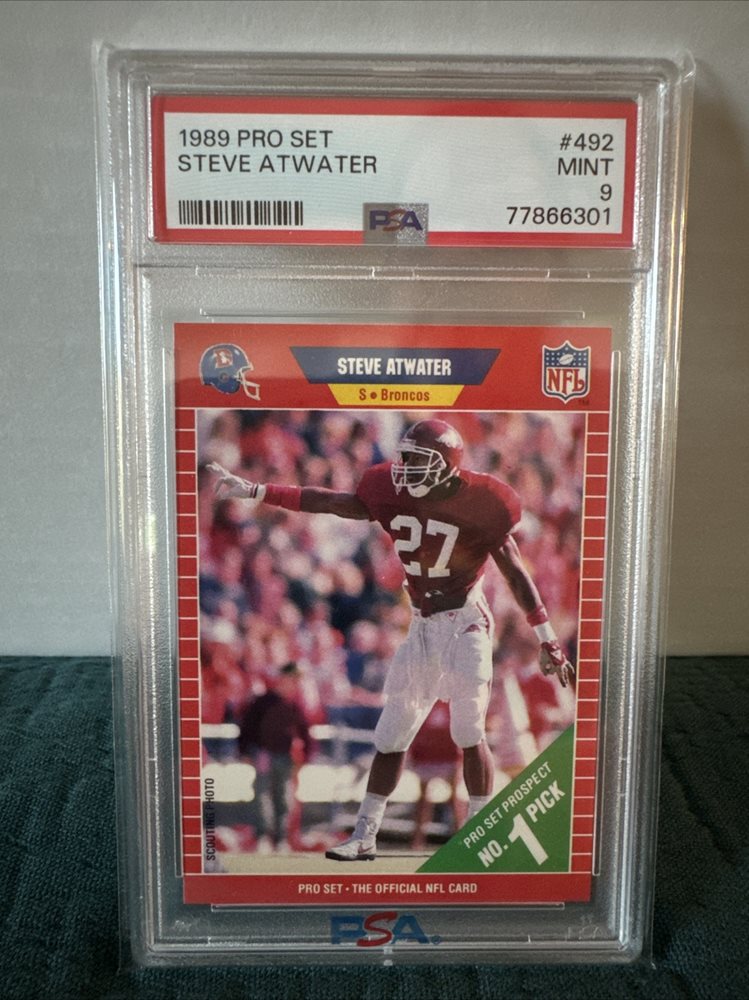 1989 PRO SET #492
STEVE ATWATER MINT
9
PSA 77866301
STEVE ATWATER
S • Broncos
NFL
27
SCOUTING PHOTO
PRO SET PROSPECT
NO. 1 PICK
PRO SET • THE OFFICIAL NFL CARD
PSA®